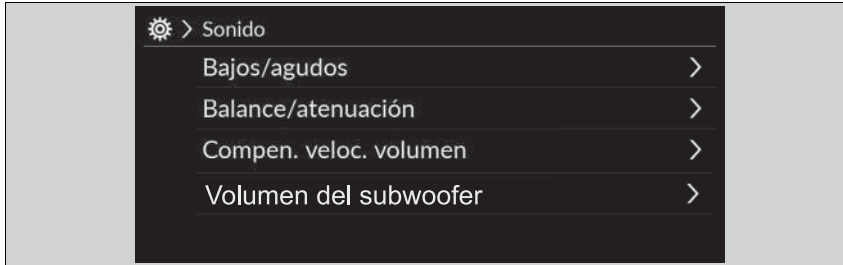 Sonido
Bajos/agudos
Balance/atenuación
Compen. veloc. volumen
Volumen del subwoofer